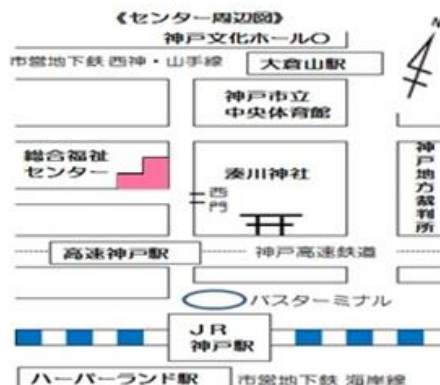 《センター周辺図》
神戸文化ホール○
N
市営地下鉄 西神・山手線
大倉山駅
神戸市立
中央体育館
総合福祉
センター
西門
湊川神社
神戸地方裁判所
高速神戸駅
神戸高速鉄道
バスターミナル
JR
神戸駅
ハーバーランド駅
市営地下鉄 海岸線